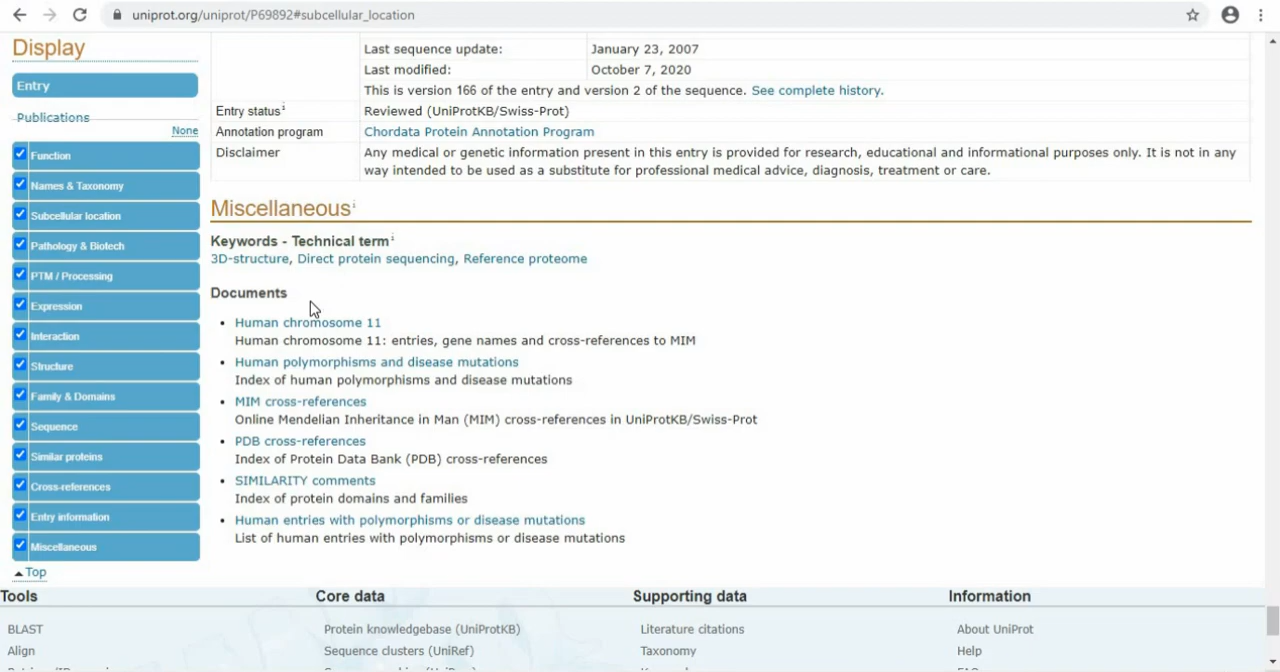 uniprot.org/uniprot/P69892#subcellular_location
Display
Entry
Publications
None
Function
Names & Taxonomy
Subcellular location
Pathology & Biotech
PTM / Processing
Expression
Interaction
Structure
Family & Domains
Sequence
Similar proteins
Cross-references
Entry information
Miscellaneous
Top
Last sequence update: January 23, 2007
Last modified: October 7, 2020
This is version 166 of the entry and version 2 of the sequence. See complete history.
Entry status i Reviewed (UniProtKB/Swiss-Prot)
Annotation program Chordata Protein Annotation Program
Disclaimer Any medical or genetic information present in this entry is provided for research, educational and informational purposes only. It is not in any
way intended to be used as a substitute for professional medical advice, diagnosis, treatment or care.
Miscellaneous i
Keywords - Technical term i
3D-structure, Direct protein sequencing, Reference proteome
Documents
• Human chromosome 11
Human chromosome 11: entries, gene names and cross-references to MIM
• Human polymorphisms and disease mutations
Index of human polymorphisms and disease mutations
• MIM cross-references
Online Mendelian Inheritance in Man (MIM) cross-references in UniProtKB/Swiss-Prot
• PDB cross-references
Index of Protein Data Bank (PDB) cross-references
• SIMILARITY comments
Index of protein domains and families
• Human entries with polymorphisms or disease mutations
List of human entries with polymorphisms or disease mutations
Tools Core data Supporting data Information
BLAST Protein knowledgebase (UniProtKB) Literature citations About UniProt
Align Sequence clusters (UniRef) Taxonomy Help